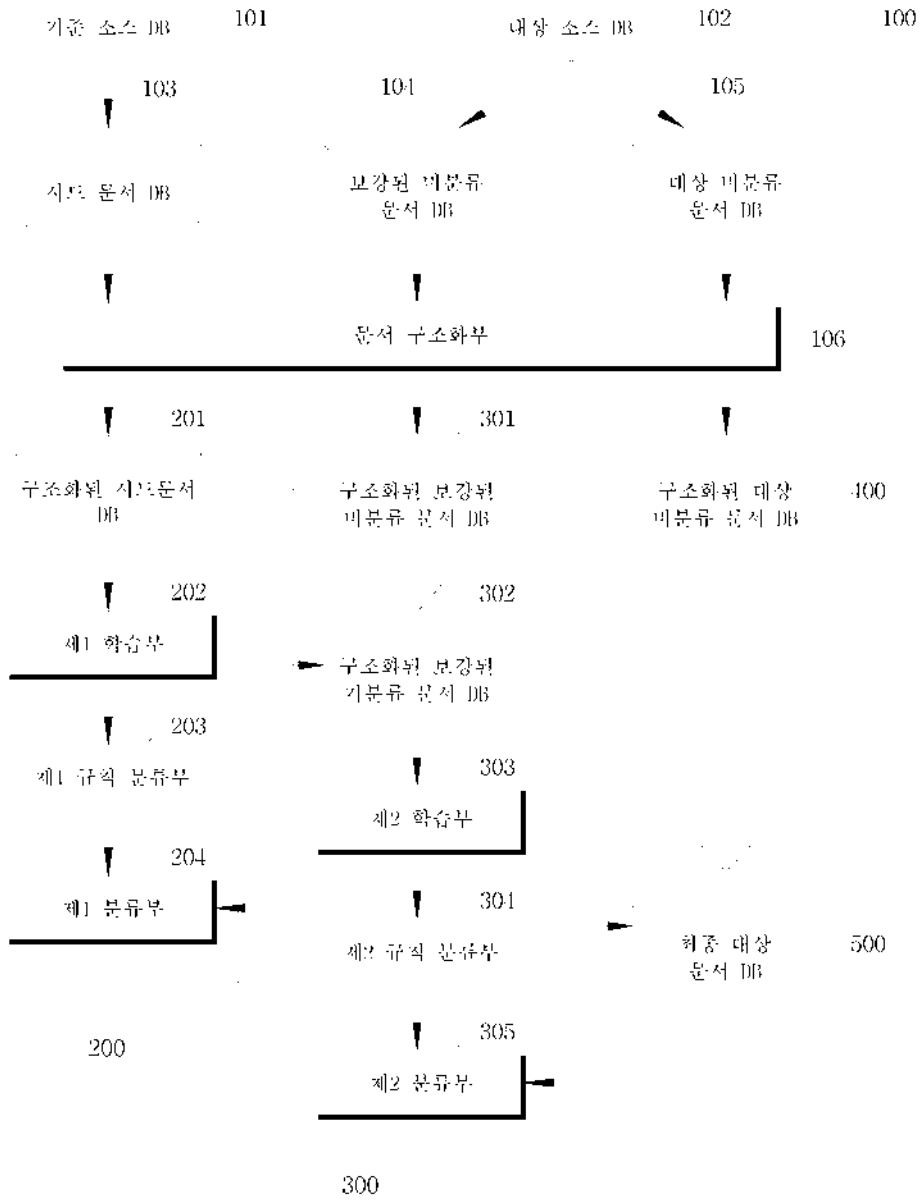 기준 소스 DB 101
대상 소스 DB 102
100
103
104
105
시드 문서 DB
보강된 미분류
문서 DB
대상 미분류
문서 DB
문서 구조화부
106
201
301
구조화된 시드문서
DB
구조화된 보강된
미분류 문서 DB
구조화된 대상
미분류 문서 DB
400
202
302
제1 학습부
구조화된 보강된
기분류 문서 DB
203
303
제1 규칙 분류부
제2 학습부
204
304
제1 분류부
제2 규칙 분류부
최종 대상
문서 DB
500
200
305
제2 분류부
300